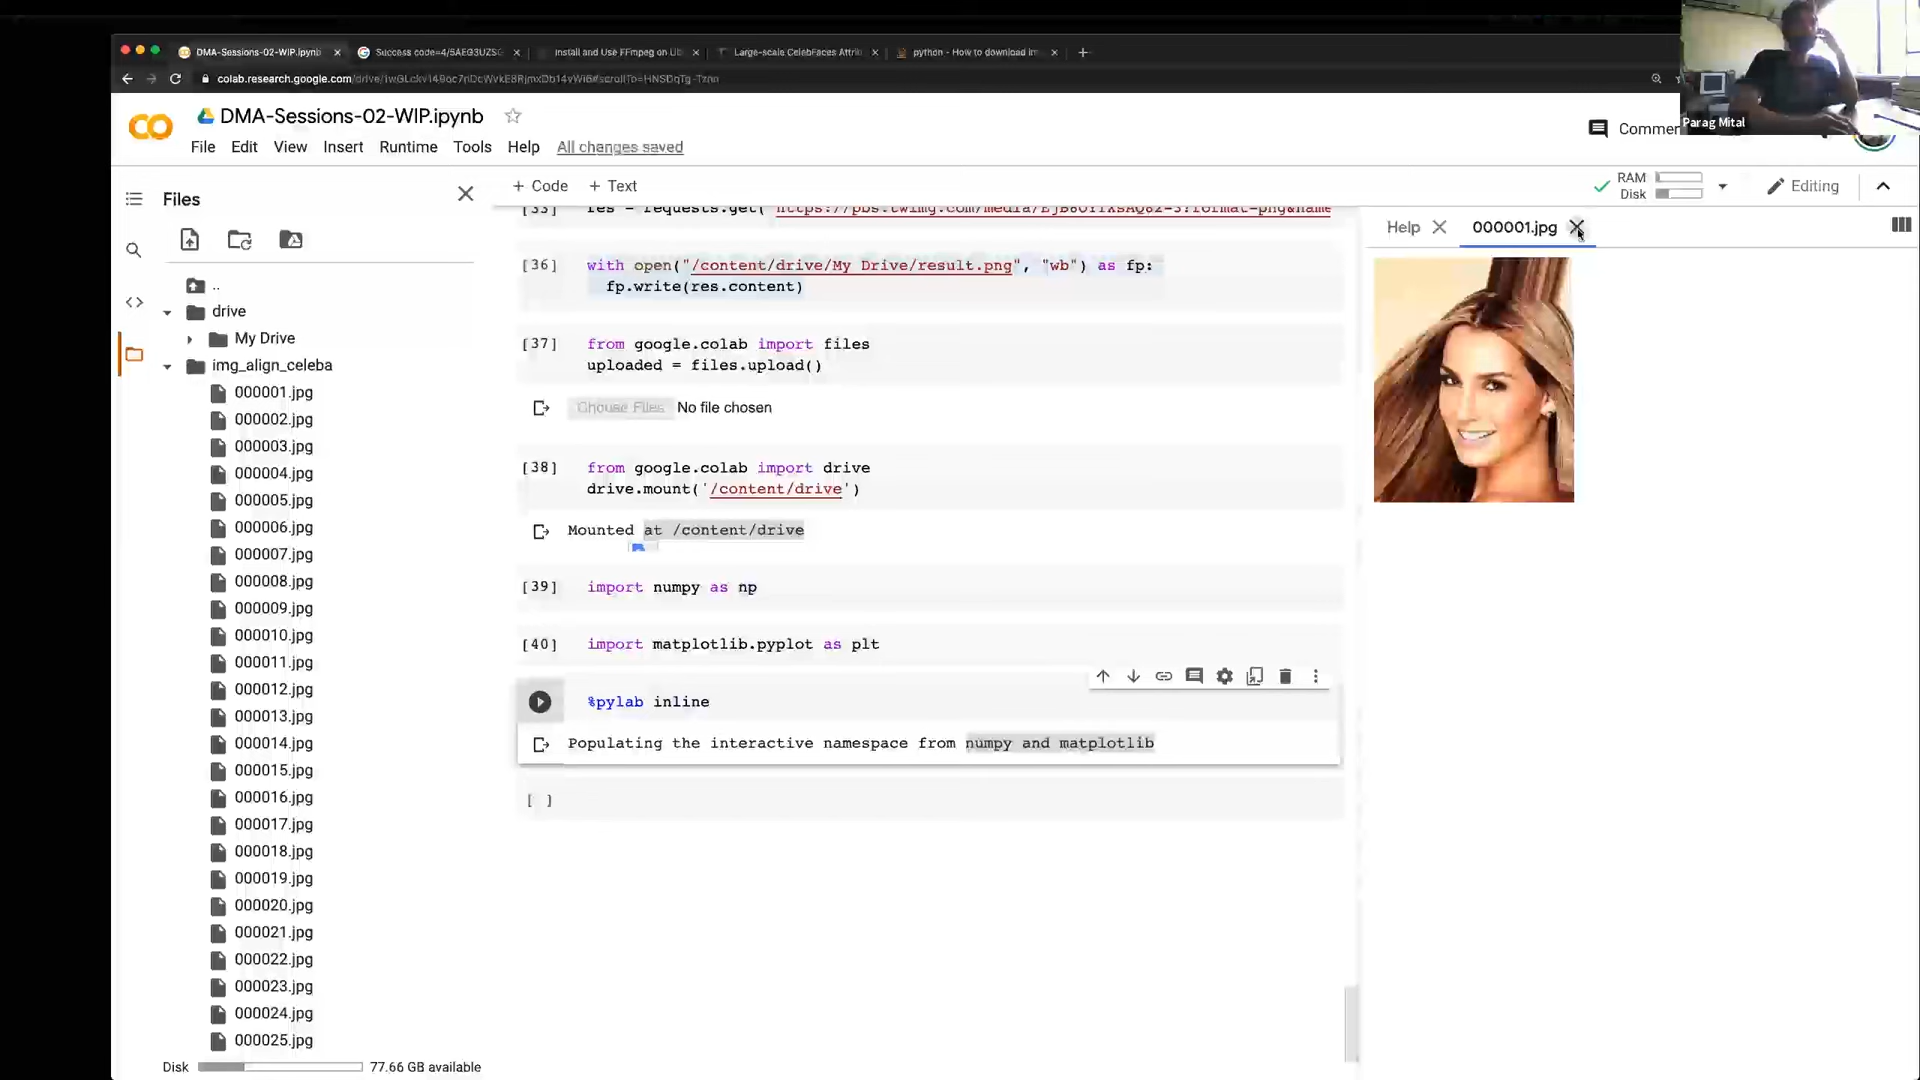 DMA-Sessions-02-WIP.ipynb
Success code=4/5AEG3UZSC
Install and Use FFmpeg on Ub
Large-scale CelebFaces Attrib
python - How to download im
colab.research.google.com
Parag Mital
DMA-Sessions-02-WIP.ipynb
Comme
File Edit View Insert Runtime Tools Help All changes saved
Files
+ Code + Text
RAM
Disk
Editing
..
drive
My Drive
img_align_celeba
000001.jpg
000002.jpg
000003.jpg
000004.jpg
000005.jpg
000006.jpg
000007.jpg
000008.jpg
000009.jpg
000010.jpg
000011.jpg
000012.jpg
000013.jpg
000014.jpg
000015.jpg
000016.jpg
000017.jpg
000018.jpg
000019.jpg
000020.jpg
000021.jpg
000022.jpg
000023.jpg
000024.jpg
000025.jpg
Disk 77.66 GB available
[33] res = requests.get(
[36] with open("/content/drive/My Drive/result.png", "wb") as fp:
fp.write(res.content)
[37] from google.colab import files
uploaded = files.upload()
Choose Files No file chosen
[38] from google.colab import drive
drive.mount('/content/drive')
Mounted at /content/drive
[39] import numpy as np
[40] import matplotlib.pyplot as plt
%pylab inline
Populating the interactive namespace from numpy and matplotlib
[ ]
Help
000001.jpg